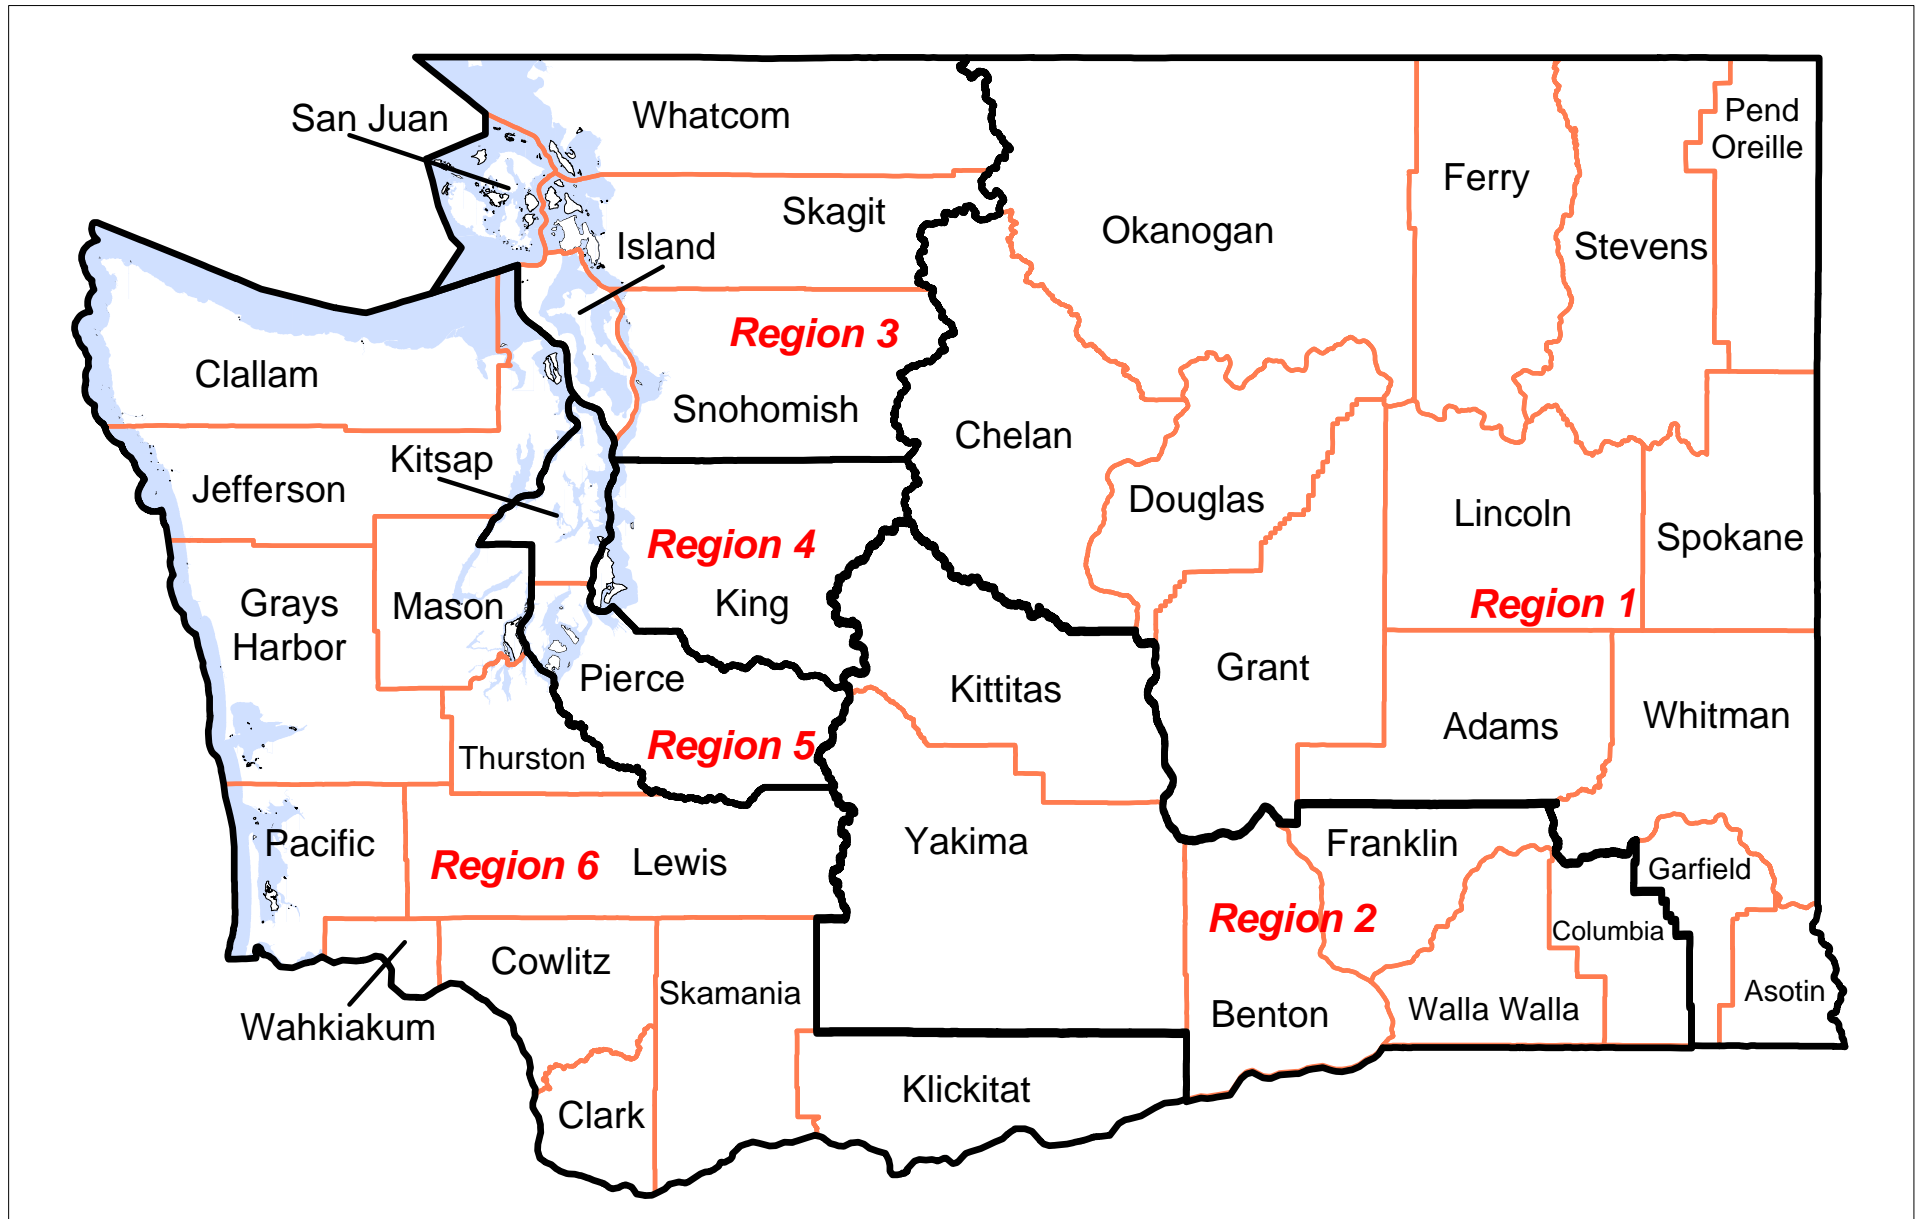 Whatcom
San Juan
Pend
Oreille
Ferry
Skagit
Okanogan
Island
Stevens
Region 3
Clallam
Snohomish
Chelan
Kitsap
Jefferson
Douglas
Lincoln
Spokane
Region 4
Grays
Harbor
Mason
King
Region 1
Pierce
Kittitas
Grant
Whitman
Adams
Region 5
Thurston
Pacific
Yakima
Franklin
Region 6
Lewis
Garfield
Region 2
Columbia
Cowlitz
Skamania
Asotin
Wahkiakum
Benton
Walla Walla
Klickitat
Clark